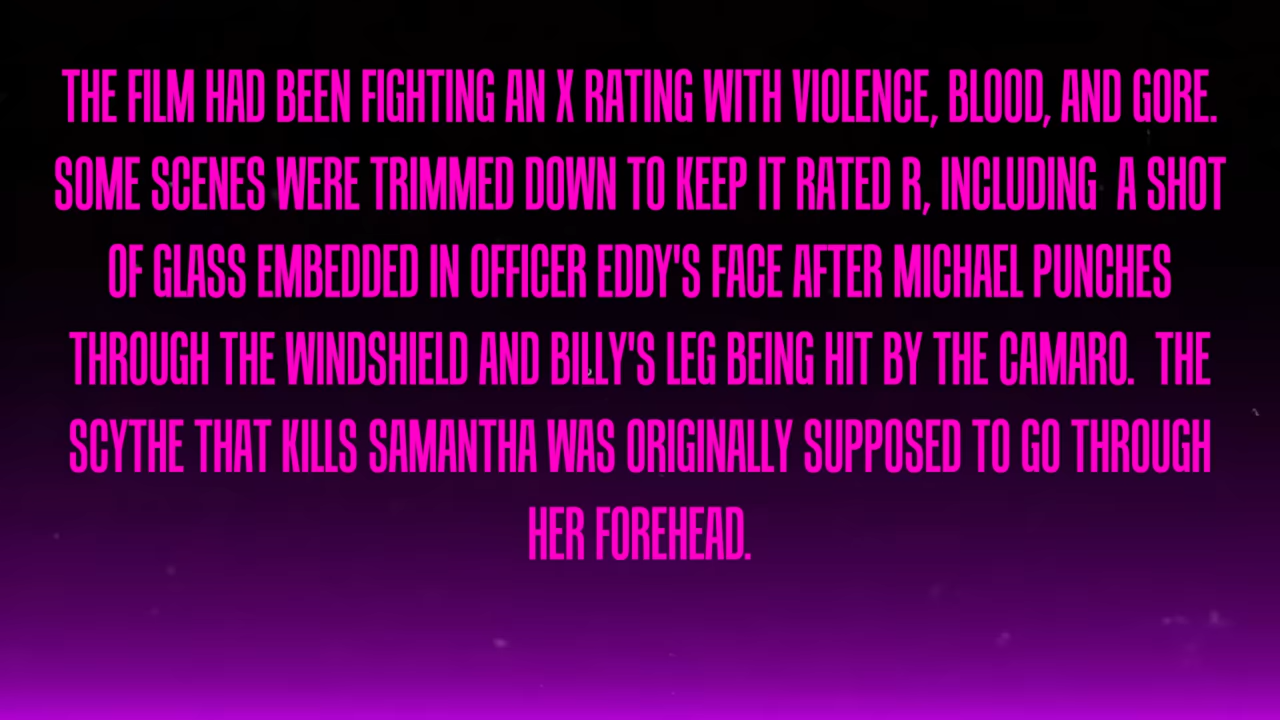 THE FILM HAD BEEN FIGHTING AN X RATING WITH VIOLENCE, BLOOD, AND GORE.
SOME SCENES WERE TRIMMED DOWN TO KEEP IT RATED R, INCLUDING  A SHOT
OF GLASS EMBEDDED IN OFFICER EDDY'S FACE AFTER MICHAEL PUNCHES
THROUGH THE WINDSHIELD AND BILLY'S LEG BEING HIT BY THE CAMARO.  THE
SCYTHE THAT KILLS SAMANTHA WAS ORIGINALLY SUPPOSED TO GO THROUGH
HER FOREHEAD.